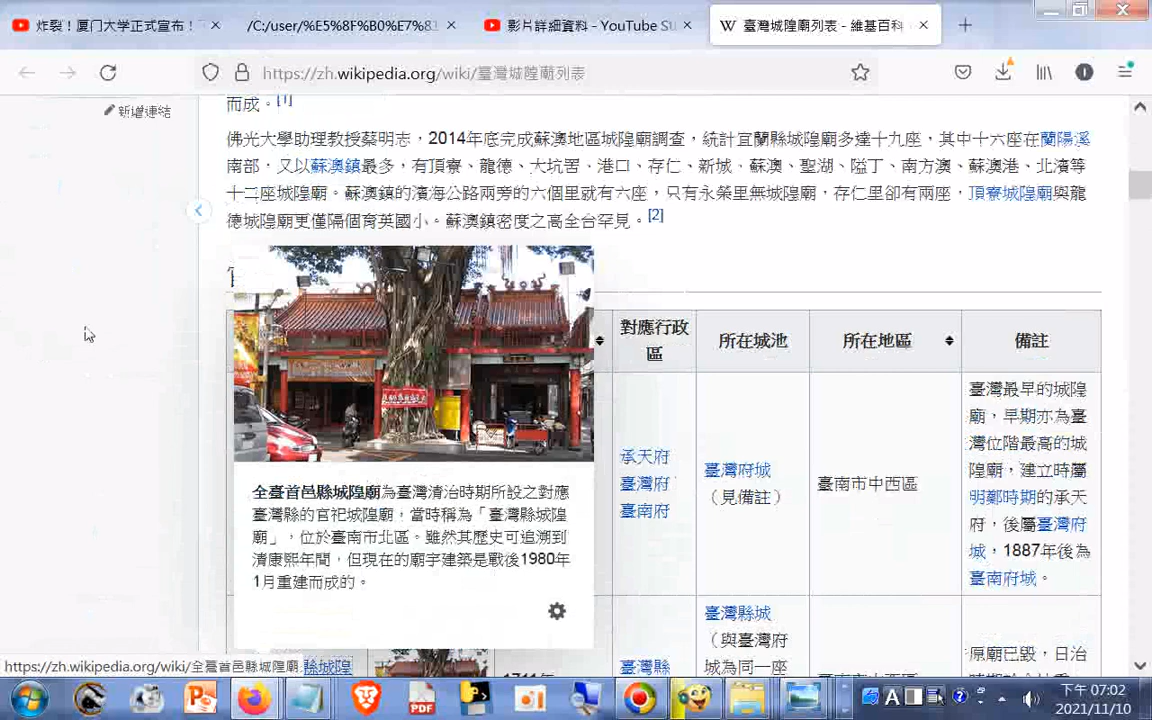 炸裂！厦门大学正式宣布！
/C:/user/%E5%8F%B0%E7%81
影片詳細資料 - YouTube Stu
臺灣城隍廟列表 - 維基百科
https://zh.wikipedia.org/wiki/臺灣城隍廟列表
新增連結
而成。[1]
佛光大學助理教授蔡明志，2014年底完成蘇澳地區城隍廟調查，統計宜蘭縣城隍廟多達十九座，其中十六座在蘭陽溪
南部，又以蘇澳鎮最多，有頂寮、龍德、大坑罟、港口、存仁、新城、蘇澳、聖湖、隘丁、南方澳、蘇澳港、北濱等
十二座城隍廟。蘇澳鎮的濱海公路兩旁的六個里就有六座，只有永榮里無城隍廟，存仁里卻有兩座，頂寮城隍廟與龍
德城隍廟更僅隔個育英國小。蘇澳鎮密度之高全台罕見。[2]
對應行政
區
所在城池
所在地區
備註
承天府
臺灣府
臺南府
臺灣府城
（見備註）
臺南市中西區
臺灣最早的城隍
廟，早期亦為臺
灣位階最高的城
隍廟，建立時屬
明鄭時期的承天
府，後屬臺灣府
城，1887年後為
臺南府城。
全臺首邑縣城隍廟為臺灣清治時期所設之對應
臺灣縣的官祀城隍廟，當時稱為「臺灣縣城隍
廟」，位於臺南市北區。雖然其歷史可追溯到
清康熙年間，但現在的廟宇建築是戰後1980年
1月重建而成的。
臺灣縣
臺灣縣城
（與臺灣府
城為同一座
原廟已毀，日治
https://zh.wikipedia.org/wiki/全臺首邑縣城隍廟
縣城隍
下午 07:02
2021/11/10